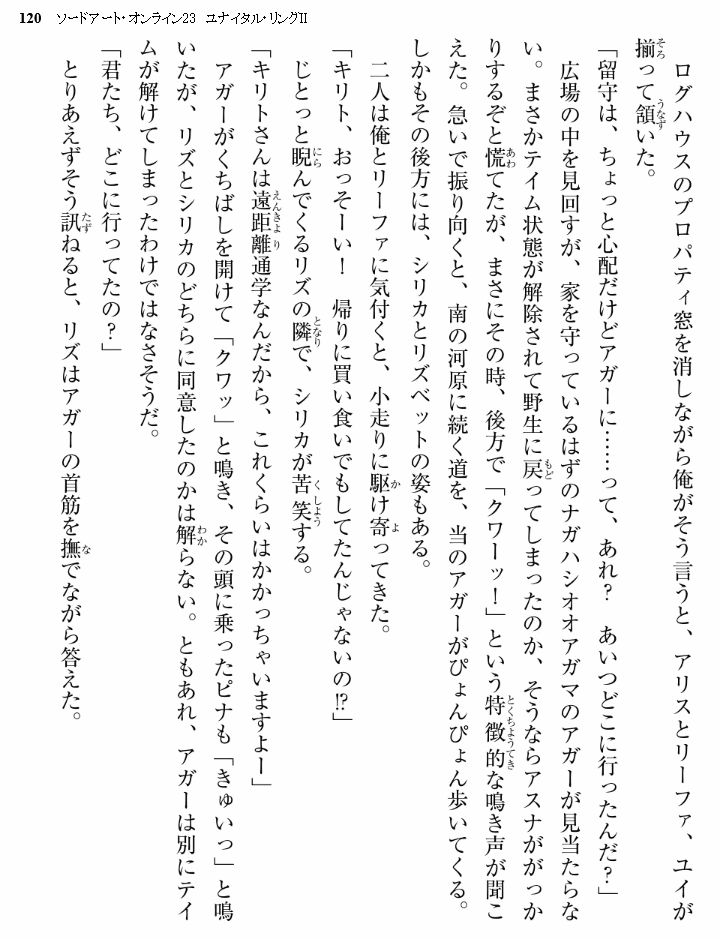 120　ソードアート・オンライン23　ユナイタル・リングII
　ログハウスのプロパティ窓を消しながら俺がそう言うと、アリスとリーファ、ユイが
揃って頷いた。
「留守は、ちょっと心配だけどアガーに……って、あれ？　あいつどこに行ったんだ？」
　広場の中を見回すが、家を守っているはずのナガハシオオアガマのアガーが見当たらな
い。まさかテイム状態が解除されて野生に戻ってしまったのか、そうならアスナががっか
りするぞと慌てたが、まさにその時、後方で「クワーッ！」という特徴的な鳴き声が聞こ
えた。急いで振り向くと、南の河原に続く道を、当のアガーがぴょんぴょん歩いてくる。
しかもその後方には、シリカとリズベットの姿もある。
　二人は俺とリーファに気付くと、小走りに駆け寄ってきた。
「キリト、おっそーい！　帰りに買い食いでもしてたんじゃないの!?」
　じとっと睨んでくるリズの隣で、シリカが苦笑する。
「キリトさんは遠距離通学なんだから、これくらいはかかっちゃいますよー」
　アガーがくちばしを開けて「クワッ」と鳴き、その頭に乗ったピナも「きゅいっ」と鳴
いたが、リズとシリカのどちらに同意したのかは解らない。ともあれ、アガーは別にテイ
ムが解けてしまったわけではなさそうだ。
「君たち、どこに行ってたの？」
　とりあえずそう訊ねると、リズはアガーの首筋を撫でながら答えた。